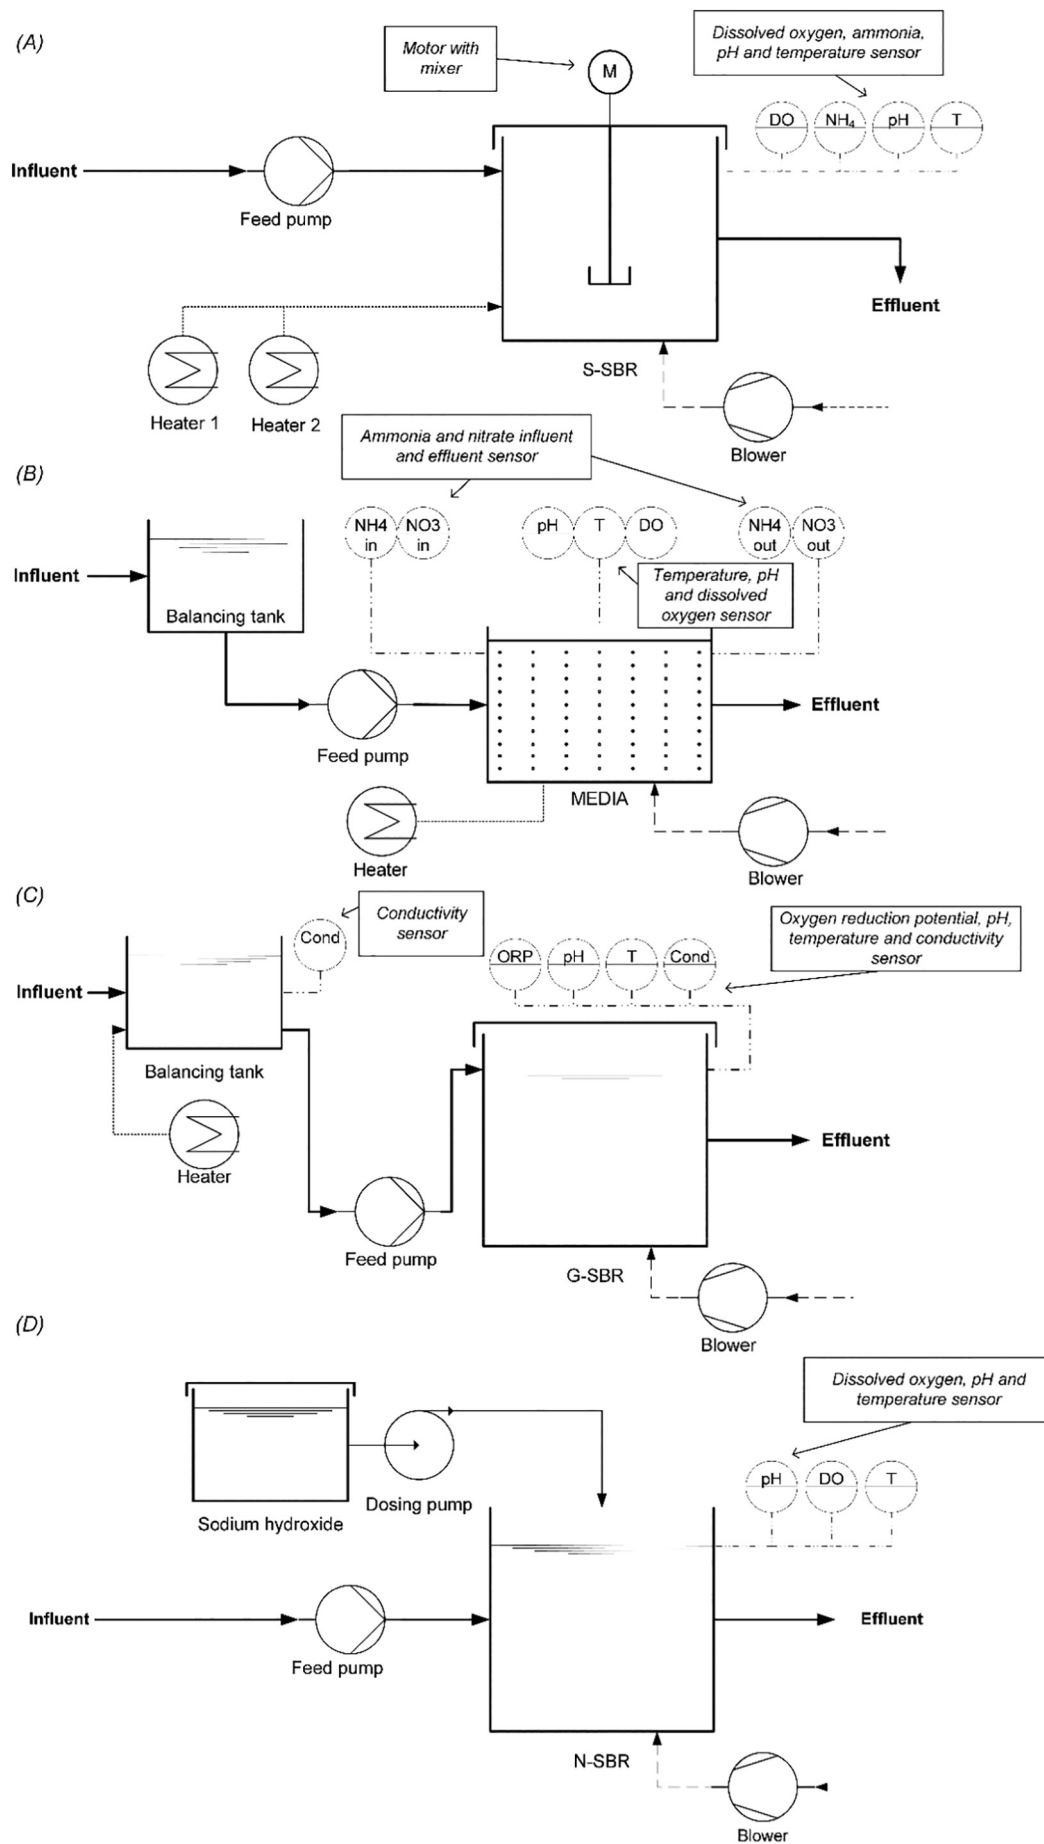 (A)
Motor with
mixer
M
Dissolved oxygen, ammonia,
pH and temperature sensor
DO
NH₄
pH
T
Influent
Feed pump
Effluent
S-SBR
Heater 1
Heater 2
Blower
(B)
Ammonia and nitrate influent
and effluent sensor
NH4
in
NO3
in
pH
T
DO
NH4
out
NO3
out
Influent
Balancing tank
Temperature, pH
and dissolved
oxygen sensor
Effluent
Feed pump
MEDIA
Heater
Blower
(C)
Conductivity
sensor
Cond
Oxygen reduction potential, pH,
temperature and conductivity
sensor
ORP
pH
T
Cond
Influent
Balancing tank
Heater
Effluent
Feed pump
G-SBR
Blower
(D)
Dissolved oxygen, pH and
temperature sensor
pH
DO
T
Dosing pump
Sodium hydroxide
Influent
Feed pump
Effluent
N-SBR
Blower